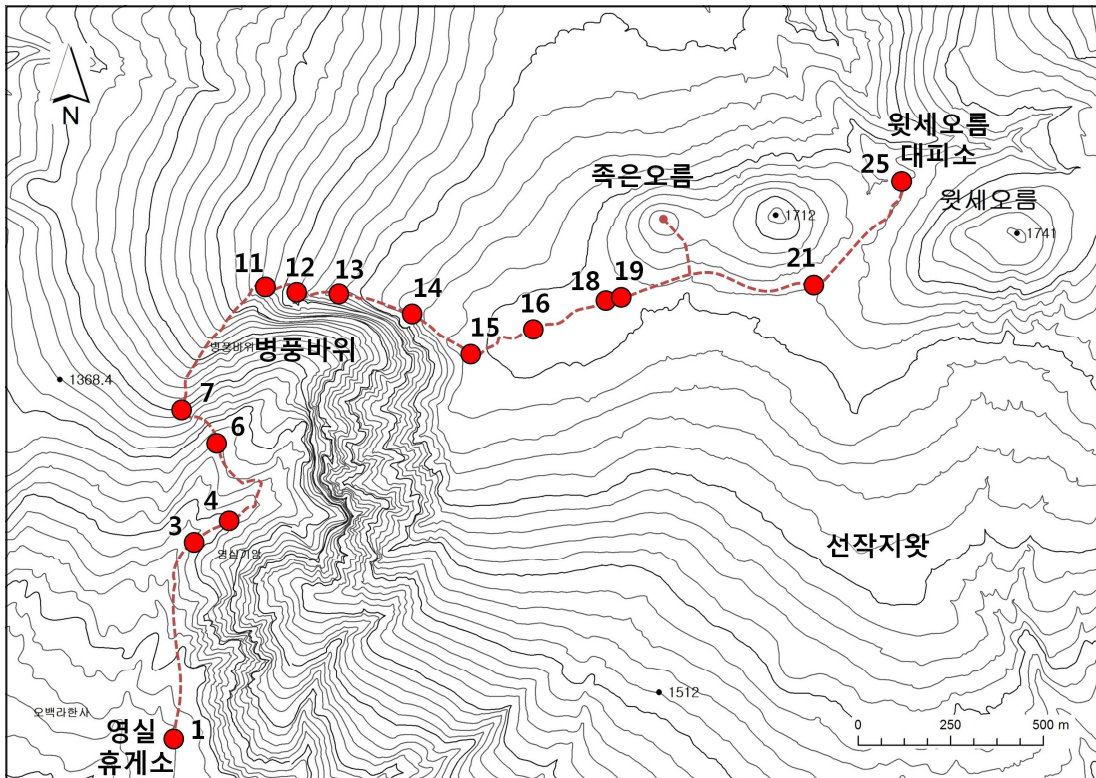 N
윗세오름
대피소
25
족은오름
윗세오름
1712
1741
11
12
13
21
18
19
14
16
15
병풍바위
병풍바위
1368.4
7
6
4
3
영실기암
선작지왓
1512
오백라한사
영실
휴게소
1
0
250
500 m